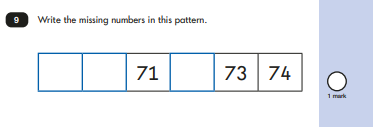 9 Write the missing numbers in this pattern.
71 73 74
1 mark